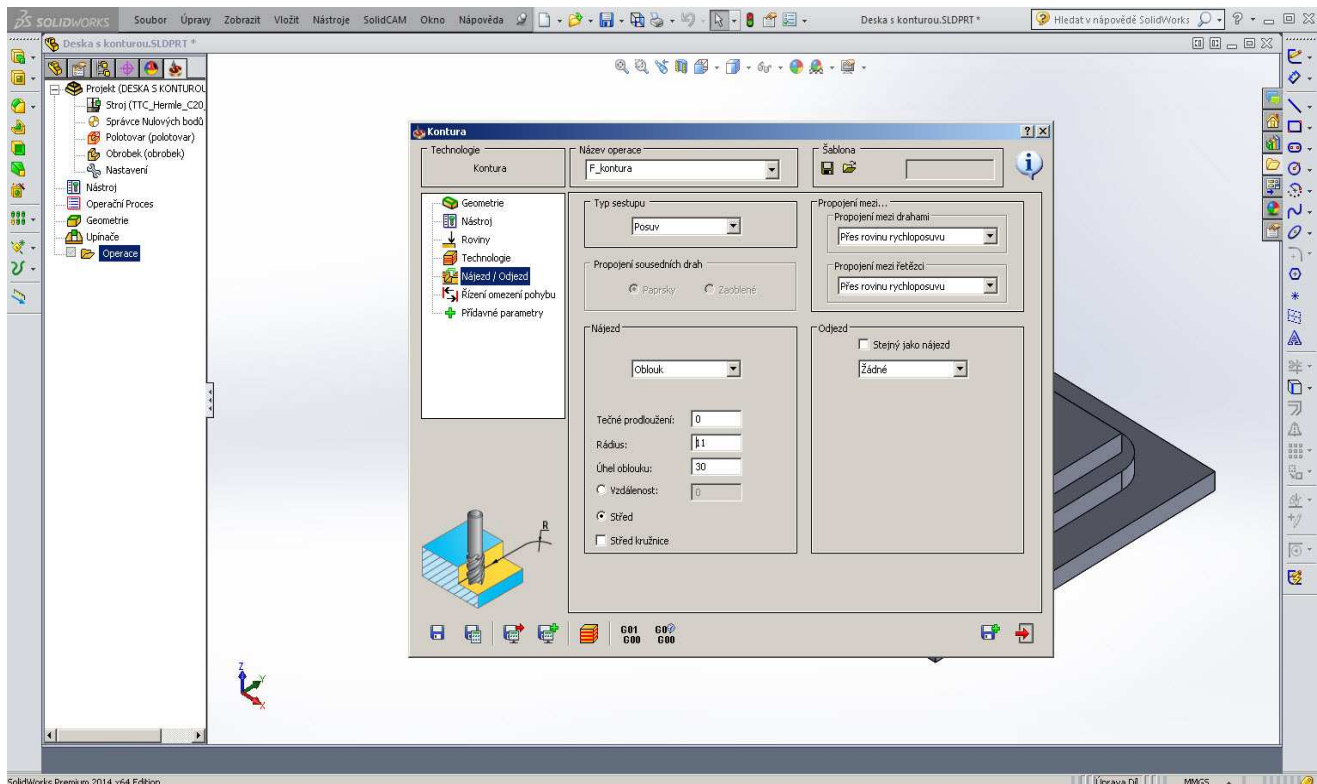 SOLIDWORKS Soubor Úpravy Zobrazit Vložit Nástroje SolidCAM Okno Nápověda Deska s konturou.SLDPRT * Hledat v nápovědě SolidWorks
Deska s konturou.SLDPRT *
Projekt (DESKA S KONTUROU
Stroj (TTC_Hermle_C20
Správce Nulových bodů
Polotovar (polotovar)
Obrobek (obrobek)
Nastavení
Nástroj
Operační Proces
Geometrie
Upínače
Operace
Kontura
Technologie
Kontura
Název operace
F_kontura
Šablona
Geometrie
Nástroj
Roviny
Technologie
Nájezd / Odjezd
Řízení omezení pohybu
Přídavné parametry
Typ sestupu
Posuv
Propojení sousedních drah
Paprsky Zaoblené
Propojení mezi...
Propojení mezi drahami
Přes rovinu rychloposuvu
Propojení mezi řetězci
Přes rovinu rychloposuvu
Nájezd
Oblouk
Tečné prodloužení: 0
Rádius: 11
Úhel oblouku: 30
Vzdálenost: 0
Střed
Střed kružnice
Odjezd
Stejný jako nájezd
Žádné
R
G01 G0?
G00 G00
Z
Y
X
SolidWorks Premium 2014 x64 Edition Úprava Díl MMGS